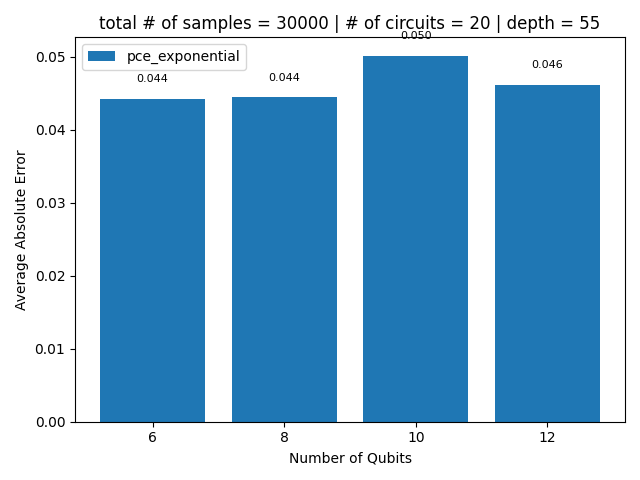 total # of samples = 30000 | # of circuits = 20 | depth = 55
pce_exponential
0.044
0.044
0.050
0.046
0.05
0.04
0.03
0.02
0.01
0.00
Average Absolute Error
6 8 10 12
Number of Qubits